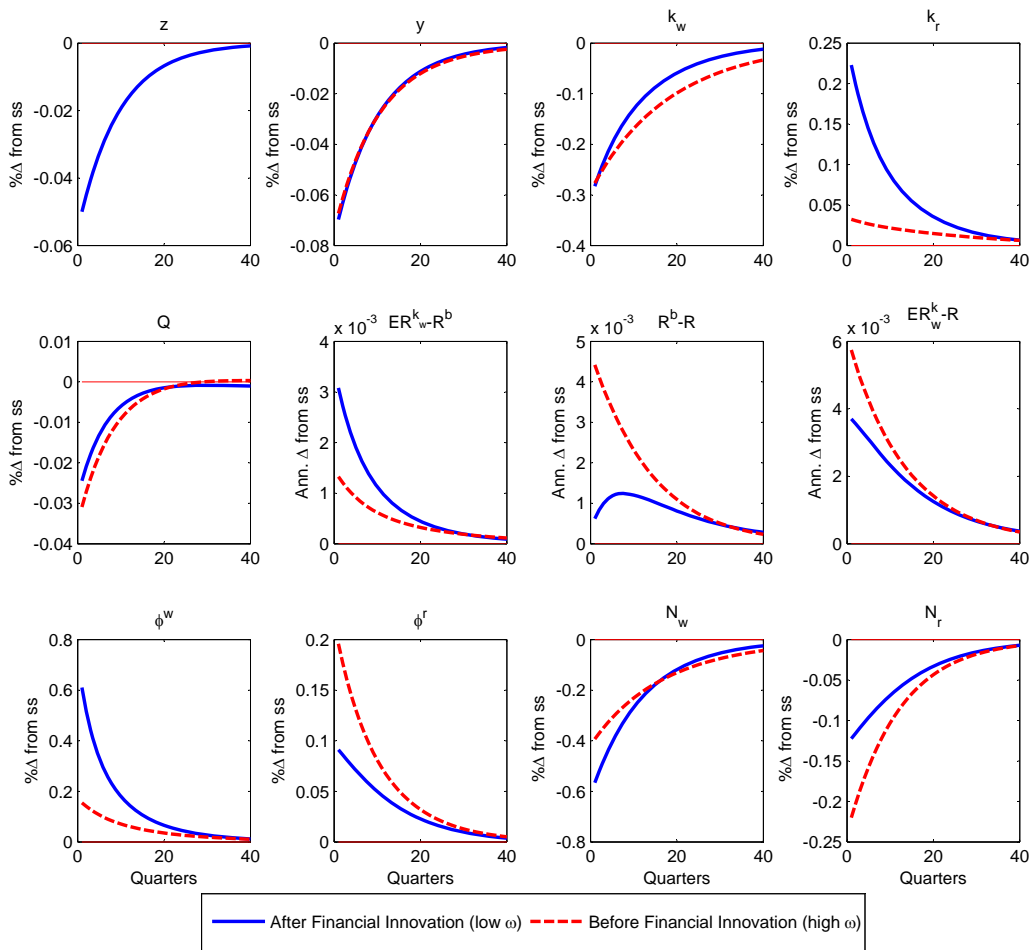 z
y
k_w
k_r
%Δ from ss
0
-0.02
-0.04
-0.06
0 20 40
%Δ from ss
0
-0.02
-0.04
-0.06
-0.08
0 20 40
%Δ from ss
0
-0.1
-0.2
-0.3
-0.4
0 20 40
%Δ from ss
0.25
0.2
0.15
0.1
0.05
0
0 20 40
Q
x 10^-3 ER^k_w-R^b
x 10^-3 R^b-R
x 10^-3 ER^k_w-R
%Δ from ss
0.01
0
-0.01
-0.02
-0.03
-0.04
0 20 40
Ann. Δ from ss
4
3
2
1
0
0 20 40
Ann. Δ from ss
5
4
3
2
1
0
0 20 40
Ann. Δ from ss
6
4
2
0
0 20 40
ϕ^w
ϕ^r
N_w
N_r
%Δ from ss
0.8
0.6
0.4
0.2
0
0 20 40
Quarters
%Δ from ss
0.2
0.15
0.1
0.05
0
0 20 40
Quarters
%Δ from ss
0
-0.2
-0.4
-0.6
-0.8
0 20 40
Quarters
%Δ from ss
0
-0.05
-0.1
-0.15
-0.2
-0.25
0 20 40
Quarters
After Financial Innovation (low ω) Before Financial Innovation (high ω)